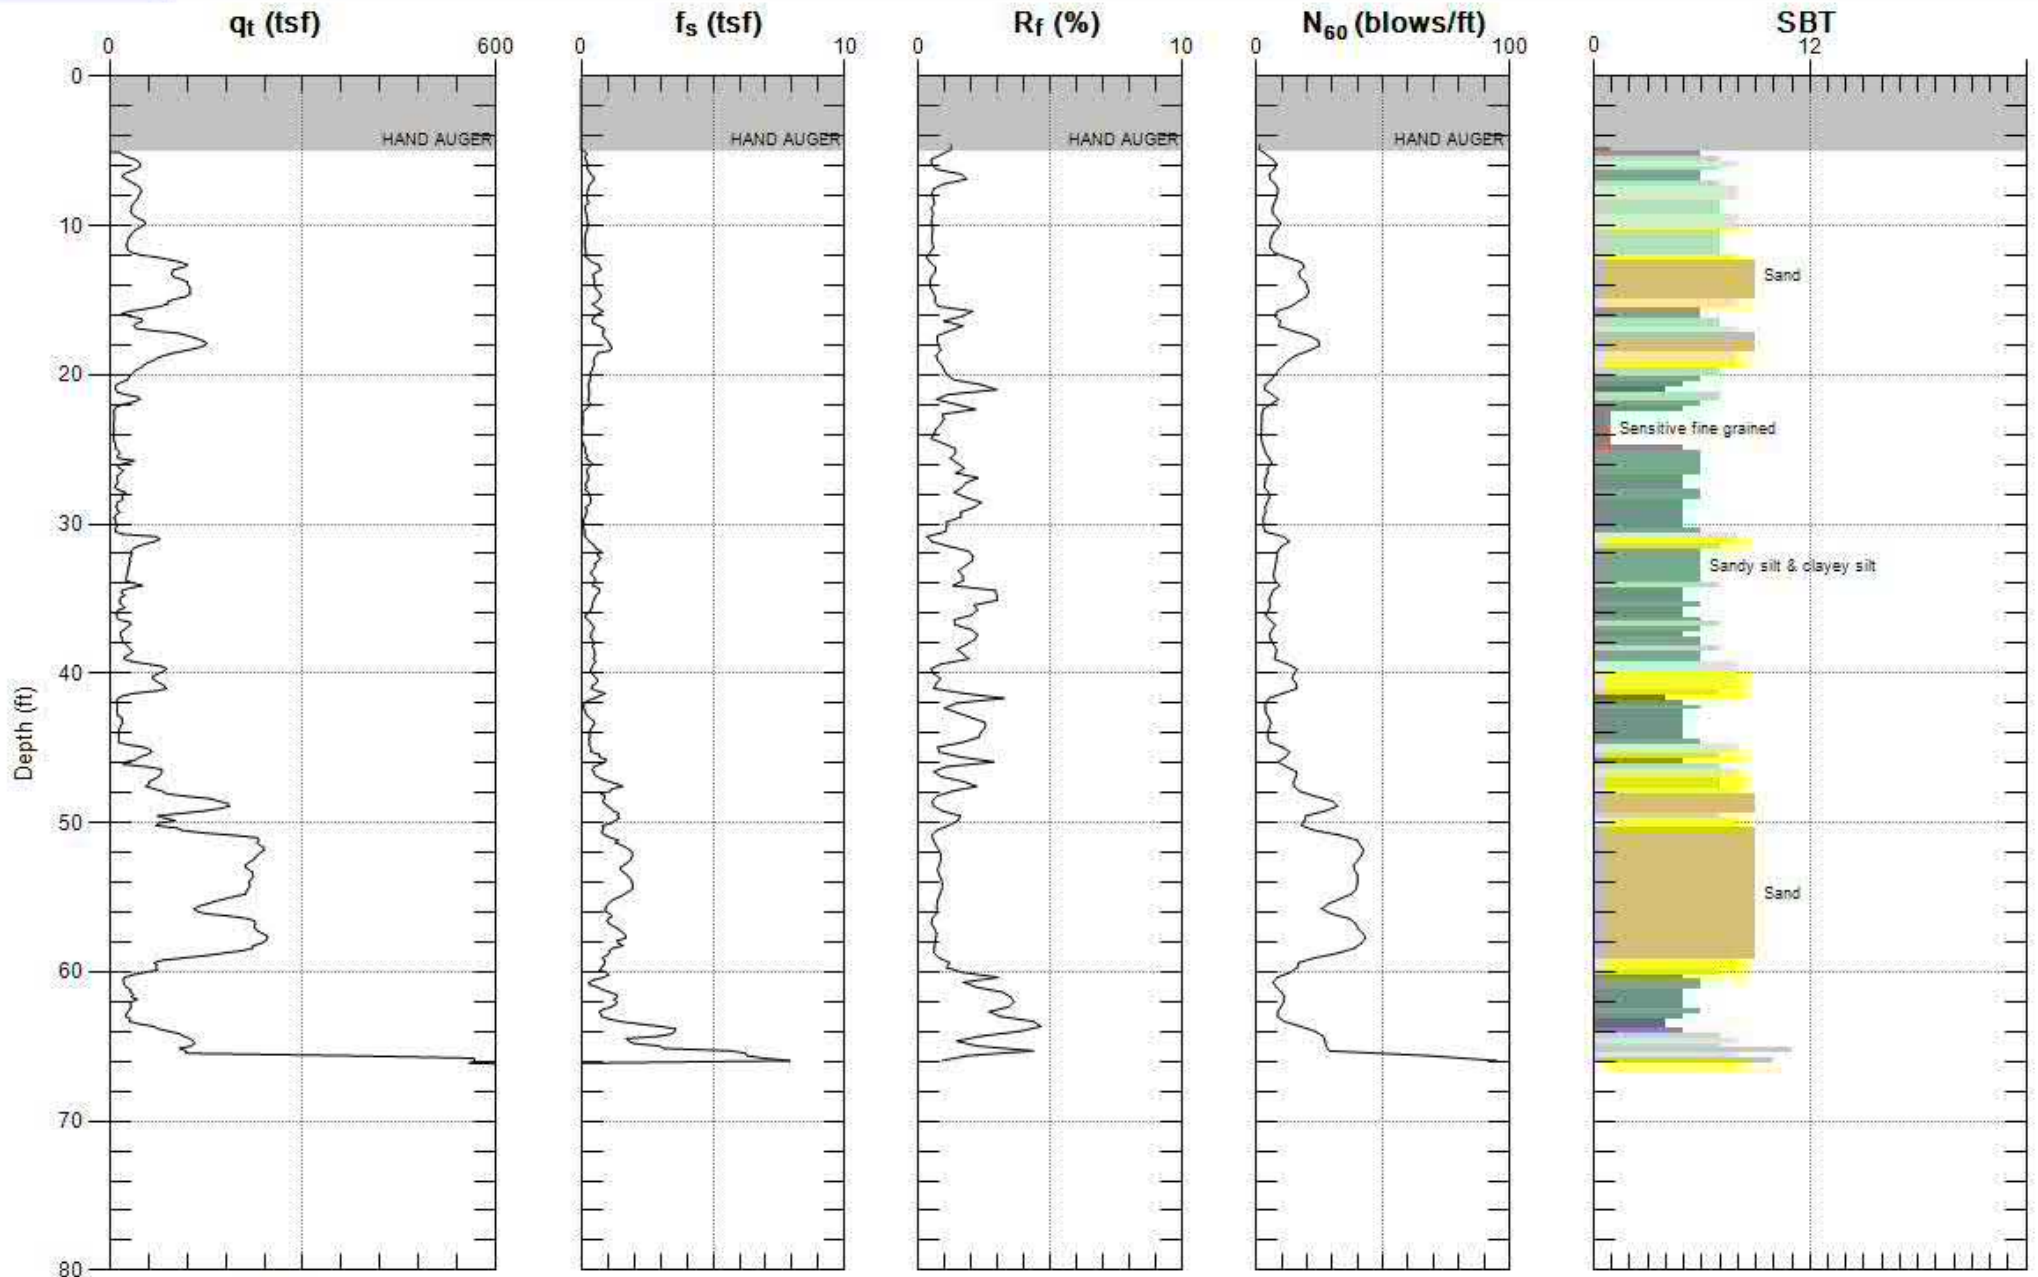 qt (tsf) fs (tsf) Rf (%) N60 (blows/ft) SBT
0 600 0 10 0 10 0 100 0 12
0
HAND AUGER HAND AUGER HAND AUGER HAND AUGER
10
Sand
20
Sensitive fine grained
30
Sandy silt & clayey silt
40
Depth (ft)
50
Sand
60
70
80